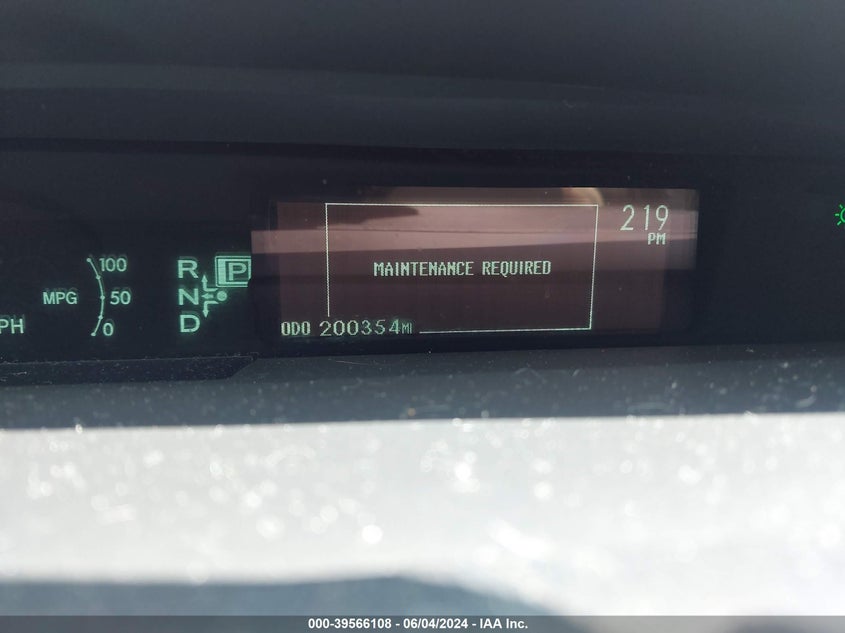 219
PM
MAINTENANCE REQUIRED
100
R P
MPG 50 N
0
PH D
ODO 200354 MI
000-39566108 - 06/04/2024 - IAA Inc.